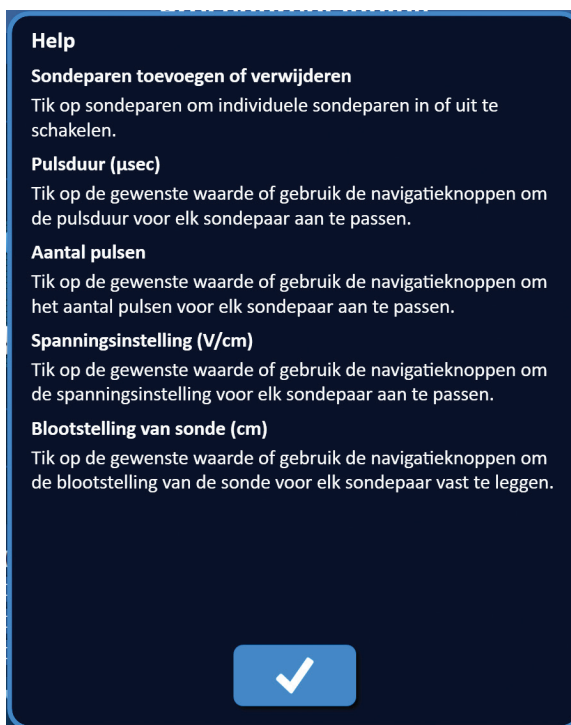 Help
Sondeparen toevoegen of verwijderen
Tik op sondeparen om individuele sondeparen in of uit te
schakelen.
Pulsduur (μsec)
Tik op de gewenste waarde of gebruik de navigatieknoppen om
de pulsduur voor elk sondepaar aan te passen.
Aantal pulsen
Tik op de gewenste waarde of gebruik de navigatieknoppen om
het aantal pulsen voor elk sondepaar aan te passen.
Spanningsinstelling (V/cm)
Tik op de gewenste waarde of gebruik de navigatieknoppen om
de spanningsinstelling voor elk sondepaar aan te passen.
Blootstelling van sonde (cm)
Tik op de gewenste waarde of gebruik de navigatieknoppen om
de blootstelling van de sonde voor elk sondepaar vast te leggen.